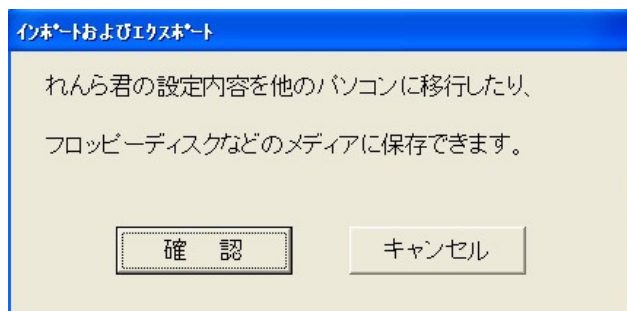 ｲﾝﾎﾟｰﾄおよびｴｸｽﾎﾟｰﾄ
れんら君の設定内容を他のパソコンに移行したり、
フロッピーディスクなどのメディアに保存できます。
確　認
キャンセル